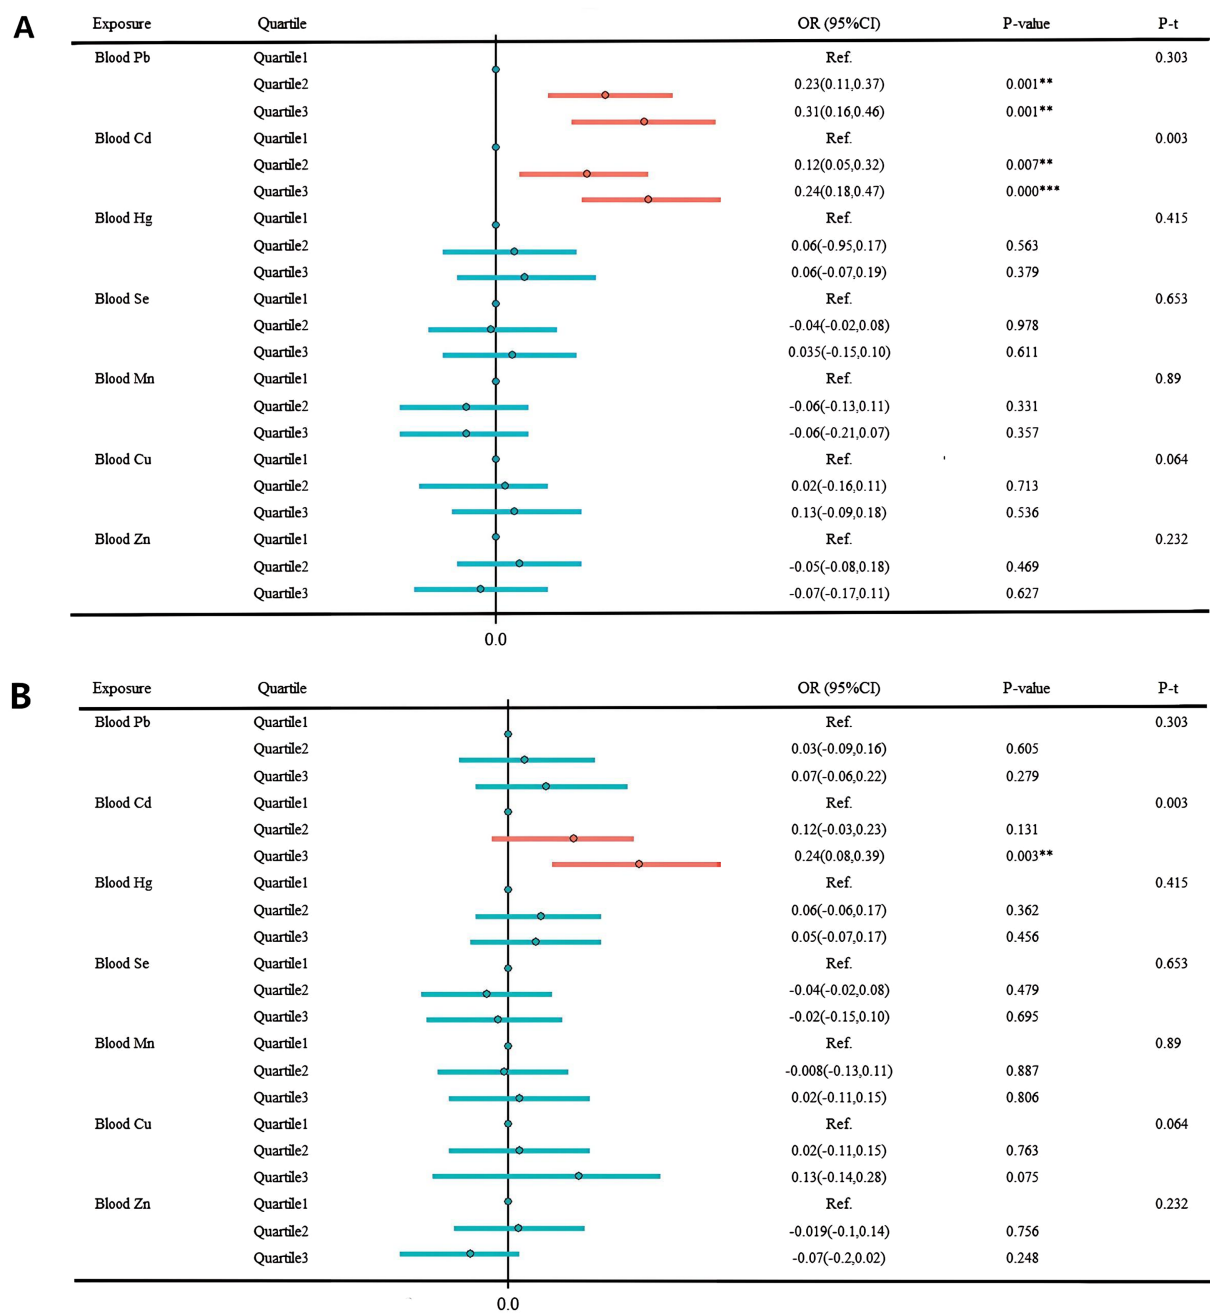 A
Exposure Quartile OR (95%CI) P-value P-t
Blood Pb Quartile1 Ref. 0.303
Quartile2 0.23(0.11,0.37) 0.001**
Quartile3 0.31(0.16,0.46) 0.001**
Blood Cd Quartile1 Ref. 0.003
Quartile2 0.12(0.05,0.32) 0.007**
Quartile3 0.24(0.18,0.47) 0.000***
Blood Hg Quartile1 Ref. 0.415
Quartile2 0.06(-0.95,0.17) 0.563
Quartile3 0.06(-0.07,0.19) 0.379
Blood Se Quartile1 Ref. 0.653
Quartile2 -0.04(-0.02,0.08) 0.978
Quartile3 0.035(-0.15,0.10) 0.611
Blood Mn Quartile1 Ref. 0.89
Quartile2 -0.06(-0.13,0.11) 0.331
Quartile3 -0.06(-0.21,0.07) 0.357
Blood Cu Quartile1 Ref. 0.064
Quartile2 0.02(-0.16,0.11) 0.713
Quartile3 0.13(-0.09,0.18) 0.536
Blood Zn Quartile1 Ref. 0.232
Quartile2 -0.05(-0.08,0.18) 0.469
Quartile3 -0.07(-0.17,0.11) 0.627
0.0
B
Exposure Quartile OR (95%CI) P-value P-t
Blood Pb Quartile1 Ref. 0.303
Quartile2 0.03(-0.09,0.16) 0.605
Quartile3 0.07(-0.06,0.22) 0.279
Blood Cd Quartile1 Ref. 0.003
Quartile2 0.12(-0.03,0.23) 0.131
Quartile3 0.24(0.08,0.39) 0.003**
Blood Hg Quartile1 Ref. 0.415
Quartile2 0.06(-0.06,0.17) 0.362
Quartile3 0.05(-0.07,0.17) 0.456
Blood Se Quartile1 Ref. 0.653
Quartile2 -0.04(-0.02,0.08) 0.479
Quartile3 -0.02(-0.15,0.10) 0.695
Blood Mn Quartile1 Ref. 0.89
Quartile2 -0.008(-0.13,0.11) 0.887
Quartile3 0.02(-0.11,0.15) 0.806
Blood Cu Quartile1 Ref. 0.064
Quartile2 0.02(-0.11,0.15) 0.763
Quartile3 0.13(-0.14,0.28) 0.075
Blood Zn Quartile1 Ref. 0.232
Quartile2 -0.019(-0.1,0.14) 0.756
Quartile3 -0.07(-0.2,0.02) 0.248
0.0